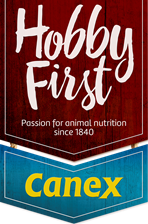 Hobby
First
Passion for animal nutrition
since 1840
Canex